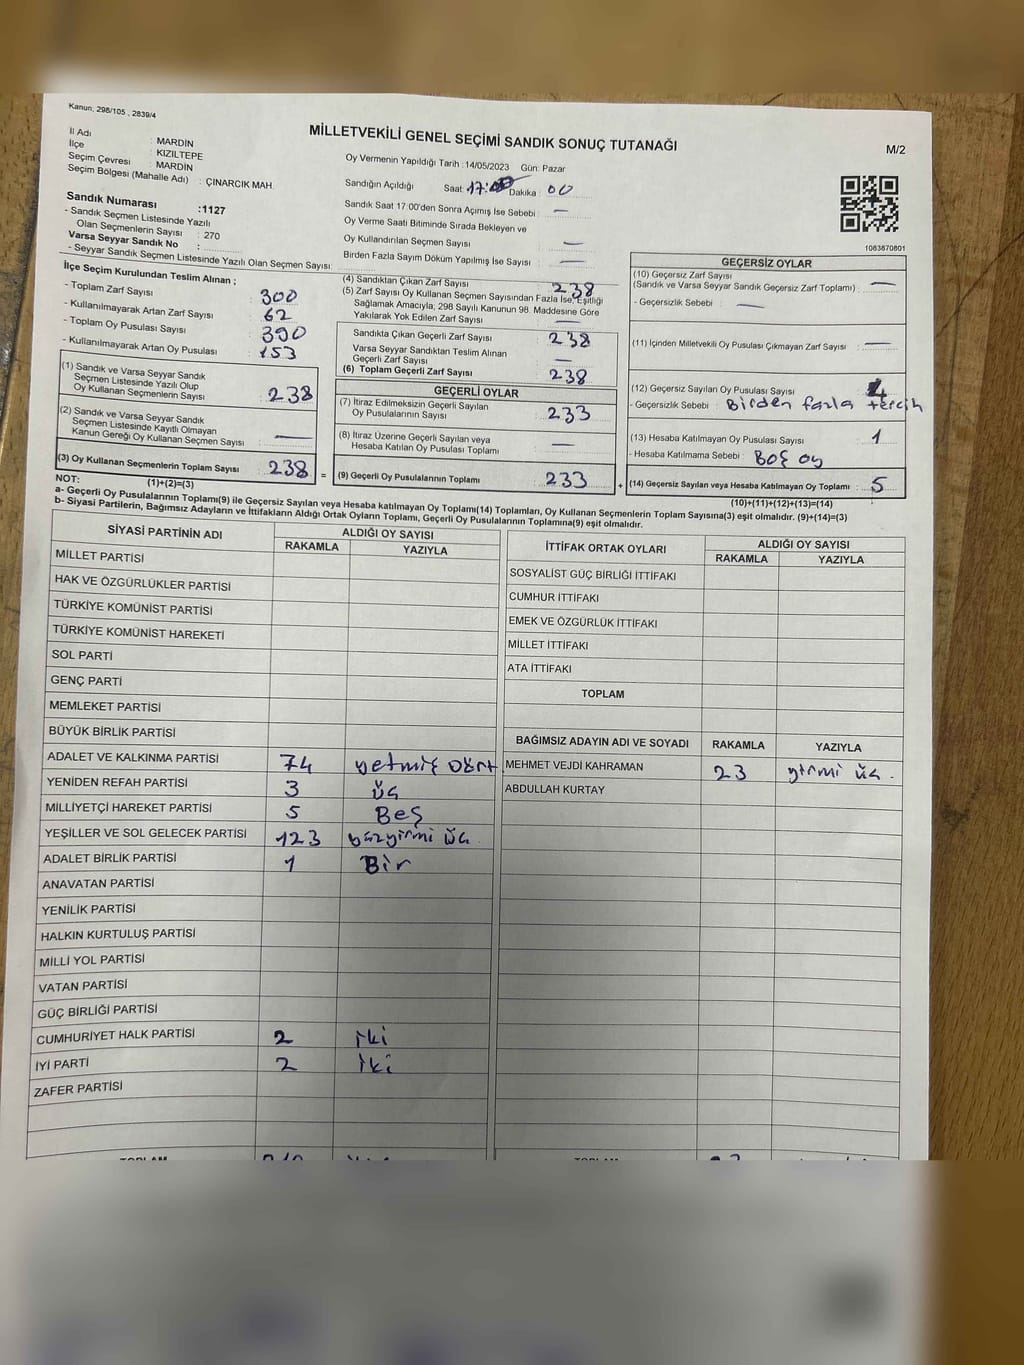 Kanun, 298/105 , 2839/4
MİLLETVEKİLİ GENEL SEÇİMİ SANDIK SONUÇ TUTANAĞI
M/2
İl Adı : MARDİN
İlçe : KIZILTEPE
Seçim Çevresi : MARDİN
Seçim Bölgesi (Mahalle Adı) : ÇINARCIK MAH.
Oy Vermenin Yapıldığı Tarih :14/05/2023 Gün: Pazar
Sandığın Açıldığı Saat : 17:00 Dakika : 00
Sandık Saat 17:00'den Sonra Açımış İse Sebebi : —
Oy Verme Saati Bitiminde Sırada Bekleyen ve
Oy Kullandırılan Seçmen Sayısı : —
Birden Fazla Sayım Döküm Yapılmış İse Sayısı : —
1063670801
Sandık Numarası :1127
- Sandık Seçmen Listesinde Yazılı
Olan Seçmenlerin Sayısı : 270
Varsa Seyyar Sandık No :
- Seyyar Sandık Seçmen Listesinde Yazılı Olan Seçmen Sayısı:
İlçe Seçim Kurulundan Teslim Alınan ;
- Toplam Zarf Sayısı : 300
- Kullanılmayarak Artan Zarf Sayısı : 62
- Toplam Oy Pusulası Sayısı : 390
- Kullanılmayarak Artan Oy Pusulası : 153
(1) Sandık ve Varsa Seyyar Sandık
Seçmen Listesinde Yazılı Olup
Oy Kullanan Seçmenlerin Sayısı : 238
(2) Sandık ve Varsa Seyyar Sandık
Seçmen Listesinde Kayıtlı Olmayan
Kanun Gereği Oy Kullanan Seçmen Sayısı : —
(3) Oy Kullanan Seçmenlerin Toplam Sayısı : 238 =
(1)+(2)=(3)
(4) Sandıktan Çıkan Zarf Sayısı : 238
(5) Zarf Sayısı Oy Kullanan Seçmen Sayısından Fazla İse, Eşitliği
Sağlamak Amacıyla, 298 Sayılı Kanunun 98. Maddesine Göre
Yakılarak Yok Edilen Zarf Sayısı : —
Sandıkta Çıkan Geçerli Zarf Sayısı : 238
Varsa Seyyar Sandıktan Teslim Alınan
Geçerli Zarf Sayısı : —
(6) Toplam Geçerli Zarf Sayısı : 238
GEÇERLİ OYLAR
(7) İtiraz Edilmeksizin Geçerli Sayılan
Oy Pusulalarının Sayısı : 233
(8) İtiraz Üzerine Geçerli Sayılan veya
Hesaba Katılan Oy Pusulası Toplamı : —
(9) Geçerli Oy Pusulalarının Toplamı : 233 +
GEÇERSİZ OYLAR
(10) Geçersiz Zarf Sayısı
(Sandık ve Varsa Seyyar Sandık Geçersiz Zarf Toplamı) : —
- Geçersizlik Sebebi : —
(11) İçinden Milletvekili Oy Pusulası Çıkmayan Zarf Sayısı : —
(12) Geçersiz Sayılan Oy Pusulası Sayısı : 4
- Geçersizlik Sebebi : Birden fazla tercih
(13) Hesaba Katılmayan Oy Pusulası Sayısı : 1
- Hesaba Katılmama Sebebi : Boş oy
(14) Geçersiz Sayılan veya Hesaba Katılmayan Oy Toplamı : 5
(10)+(11)+(12)+(13)=(14)
NOT:
a- Geçerli Oy Pusulalarının Toplamı(9) ile Geçersiz Sayılan veya Hesaba katılmayan Oy Toplamı(14) Toplamları, Oy Kullanan Seçmenlerin Toplam Sayısına(3) eşit olmalıdır. (9)+(14)=(3)
b- Siyasi Partilerin, Bağımsız Adayların ve İttifakların Aldığı Ortak Oyların Toplamı, Geçerli Oy Pusulalarının Toplamına(9) eşit olmalıdır.
SİYASİ PARTİNİN ADI ALDIĞI OY SAYISI
RAKAMLA YAZIYLA
MİLLET PARTİSİ
HAK VE ÖZGÜRLÜKLER PARTİSİ
TÜRKİYE KOMÜNİST PARTİSİ
TÜRKİYE KOMÜNİST HAREKETİ
SOL PARTİ
GENÇ PARTİ
MEMLEKET PARTİSİ
BÜYÜK BİRLİK PARTİSİ
ADALET VE KALKINMA PARTİSİ 74 yetmiş Dört
YENİDEN REFAH PARTİSİ 3 üç
MİLLİYETÇİ HAREKET PARTİSİ 5 Beş
YEŞİLLER VE SOL GELECEK PARTİSİ 123 yüzyirmi üç
ADALET BİRLİK PARTİSİ 1 Bir
ANAVATAN PARTİSİ
YENİLİK PARTİSİ
HALKIN KURTULUŞ PARTİSİ
MİLLİ YOL PARTİSİ
VATAN PARTİSİ
GÜÇ BİRLİĞİ PARTİSİ
CUMHURİYET HALK PARTİSİ 2 iki
İYİ PARTİ 2 iki
ZAFER PARTİSİ
TOPLAM
İTTİFAK ORTAK OYLARI ALDIĞI OY SAYISI
RAKAMLA YAZIYLA
SOSYALİST GÜÇ BİRLİĞİ İTTİFAKI
CUMHUR İTTİFAKI
EMEK VE ÖZGÜRLÜK İTTİFAKI
MİLLET İTTİFAKI
ATA İTTİFAKI
TOPLAM
BAĞIMSIZ ADAYIN ADI VE SOYADI RAKAMLA YAZIYLA
MEHMET VEJDİ KAHRAMAN 23 yirmi üç.
ABDULLAH KURTAY
TOPLAM